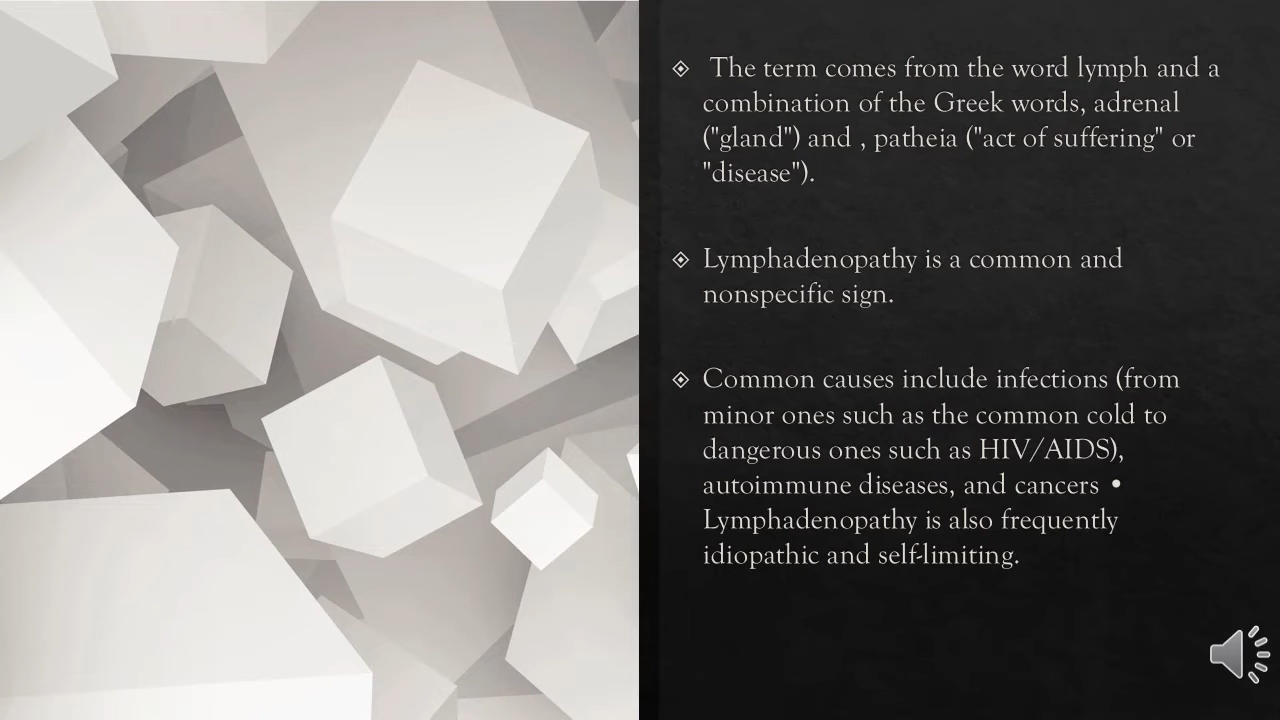 The term comes from the word lymph and a
combination of the Greek words, adrenal
("gland") and , patheia ("act of suffering" or
"disease").
Lymphadenopathy is a common and
nonspecific sign.
Common causes include infections (from
minor ones such as the common cold to
dangerous ones such as HIV/AIDS),
autoimmune diseases, and cancers •
Lymphadenopathy is also frequently
idiopathic and self-limiting.